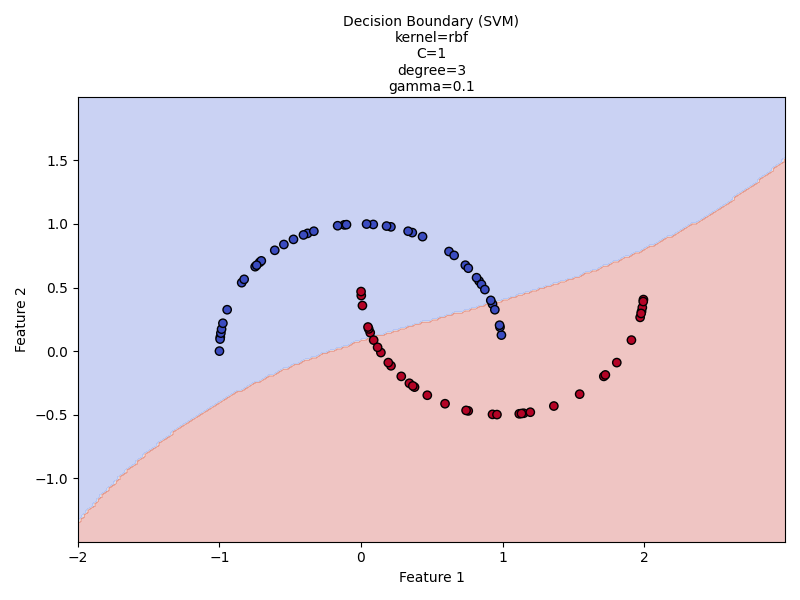 Decision Boundary (SVM)
kernel=rbf
C=1
degree=3
gamma=0.1
Feature 2
1.5
1.0
0.5
0.0
−0.5
−1.0
−2
−1
0
1
2
Feature 1